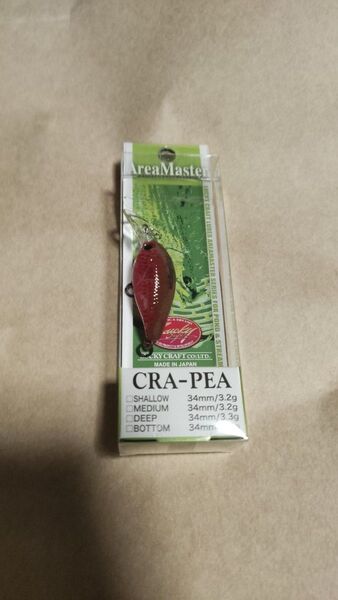 AreaMaster
LUCKY CRAFT CO.LTD.
MADE IN JAPAN
CRA-PEA
□SHALLOW 34mm/3.2g
□MEDIUM 34mm/3.2g
□DEEP 34mm/3.3g
□BOTTOM 34mm